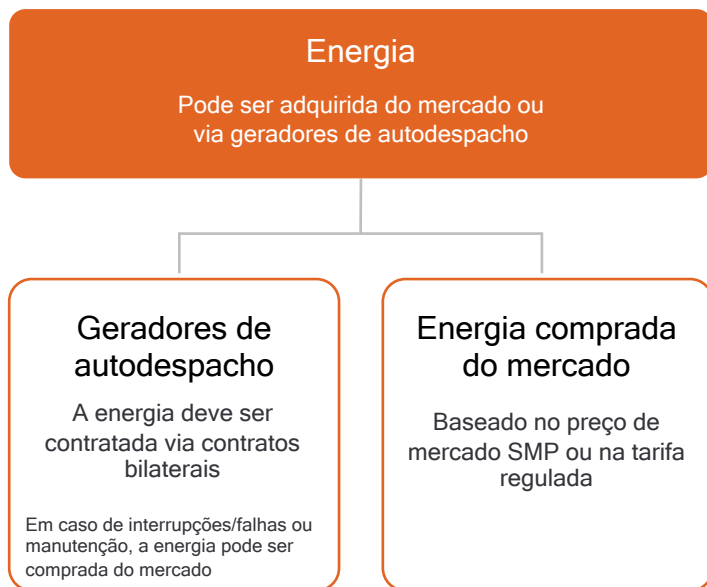 Energia
Pode ser adquirida do mercado ou
via geradores de autodespacho
Geradores de
autodespacho
A energia deve ser
contratada via contratos
bilaterais
Em caso de interrupções/falhas ou
manutenção, a energia pode ser
comprada do mercado
Energia comprada
do mercado
Baseado no preço de
mercado SMP ou na tarifa
regulada